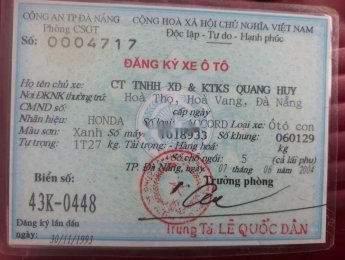 CÔNG AN TP ĐÀ NẴNG CỘNG HOÀ XÃ HỘI CHỦ NGHĨA VIỆT NAM
Phòng CSGT Độc lập - Tự do - Hạnh phúc
Số: 0004717
ĐĂNG KÝ XE Ô TÔ
Họ tên chủ xe: CT TNHH XD & KTKS QUANG HUY
Nơi ĐKNK thường trú: Hoà Thọ, Hoà Vang, Đà Nẵng
CMND số: cấp ngày
Nhãn hiệu: HONDA Số loại: ACCORD Loại xe: Ôtô con
Màu sơn: Xanh Số máy: 1018933 Số khung: 060129
Tự trọng: 1T27 kg. Tải trọng - Hàng hoá: kg
Số chỗ ngồi: 5 (cả lái phụ)
TP. Đà Nẵng, ngày 07 tháng 06 năm 2004
Biển số: Trưởng phòng
43K-0448
Đăng ký lần đầu
ngày 30/11/1993 Trung Tá LÊ QUỐC DÂN